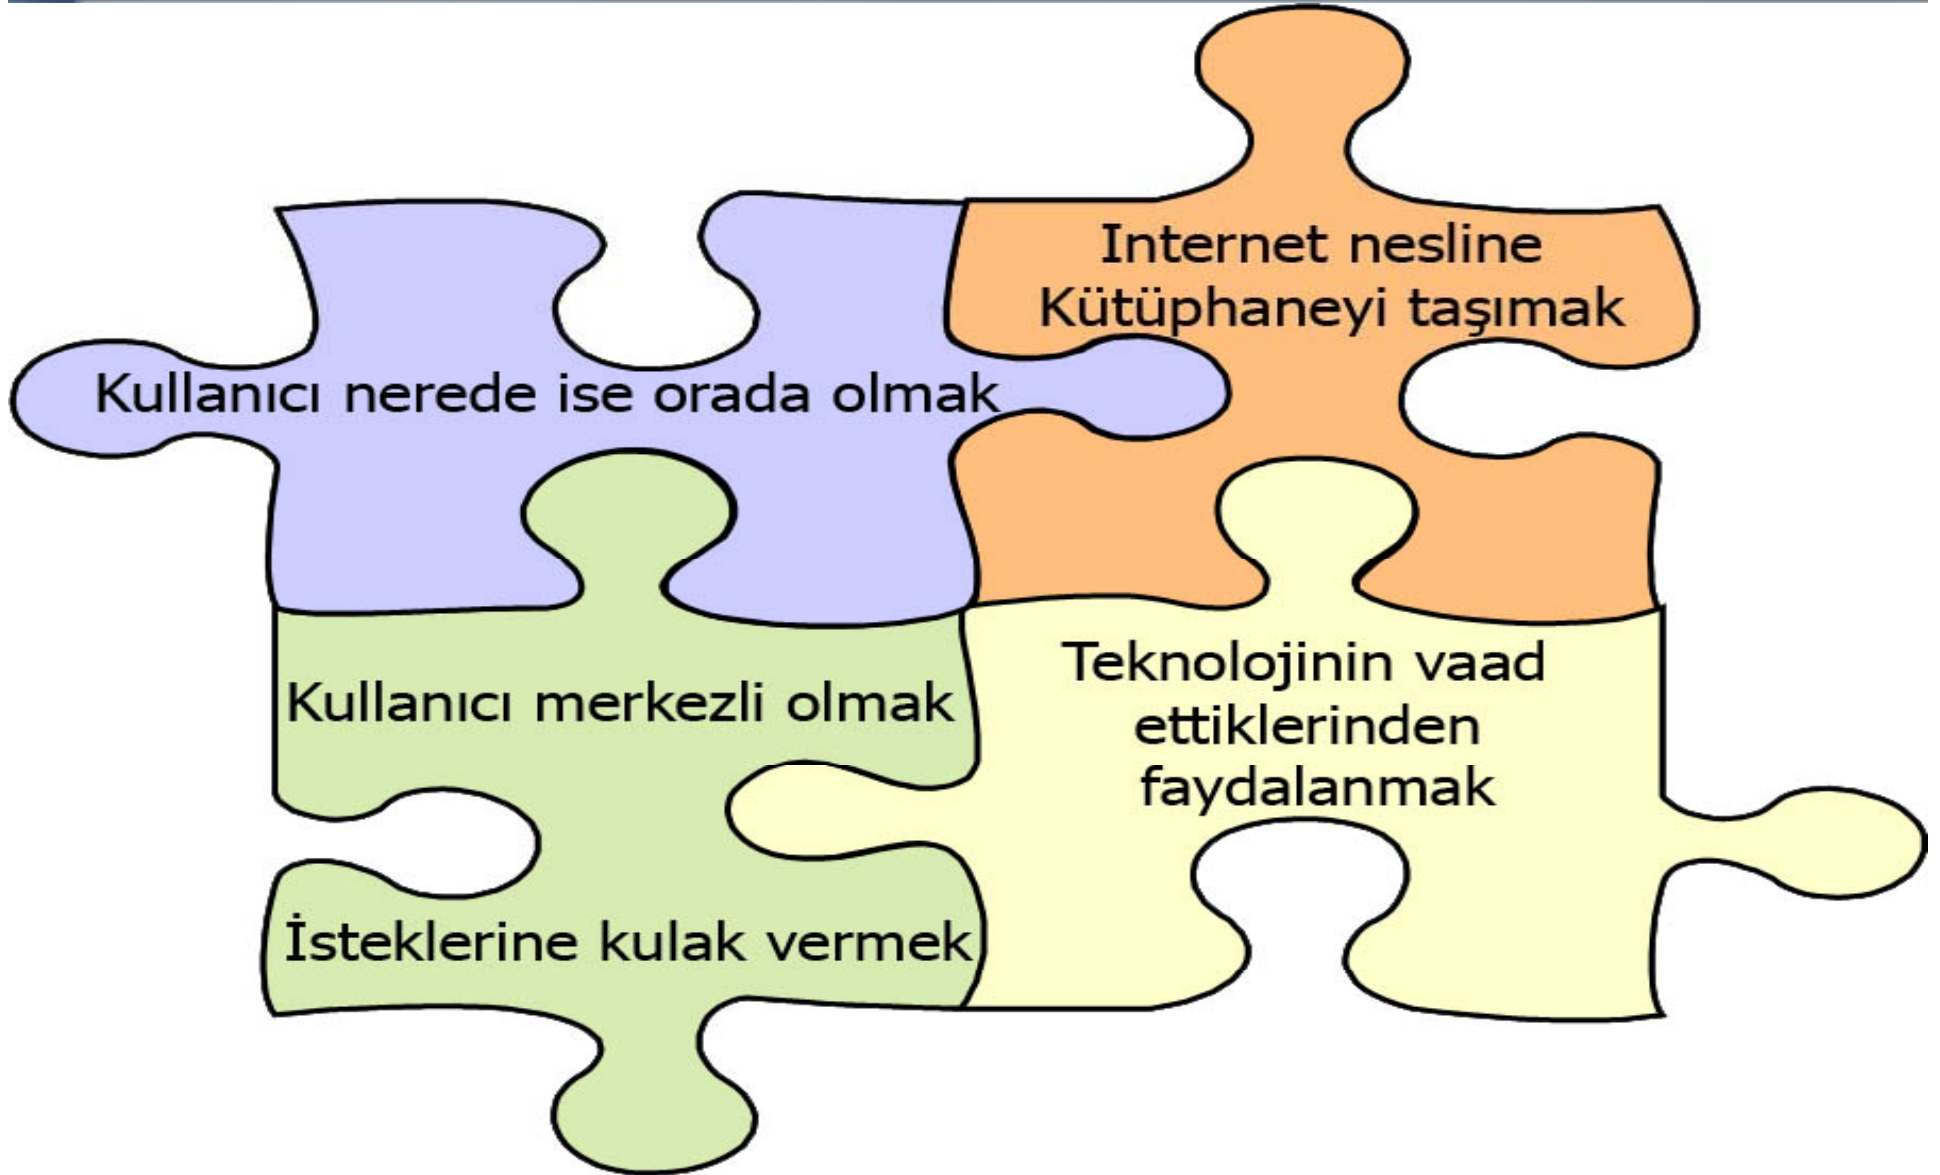 Kullanıcı nerede ise orada olmak
Internet nesline
Kütüphaneyi taşımak
Kullanıcı merkezli olmak
İsteklerine kulak vermek
Teknolojinin vaad
ettiklerinden
faydalanmak